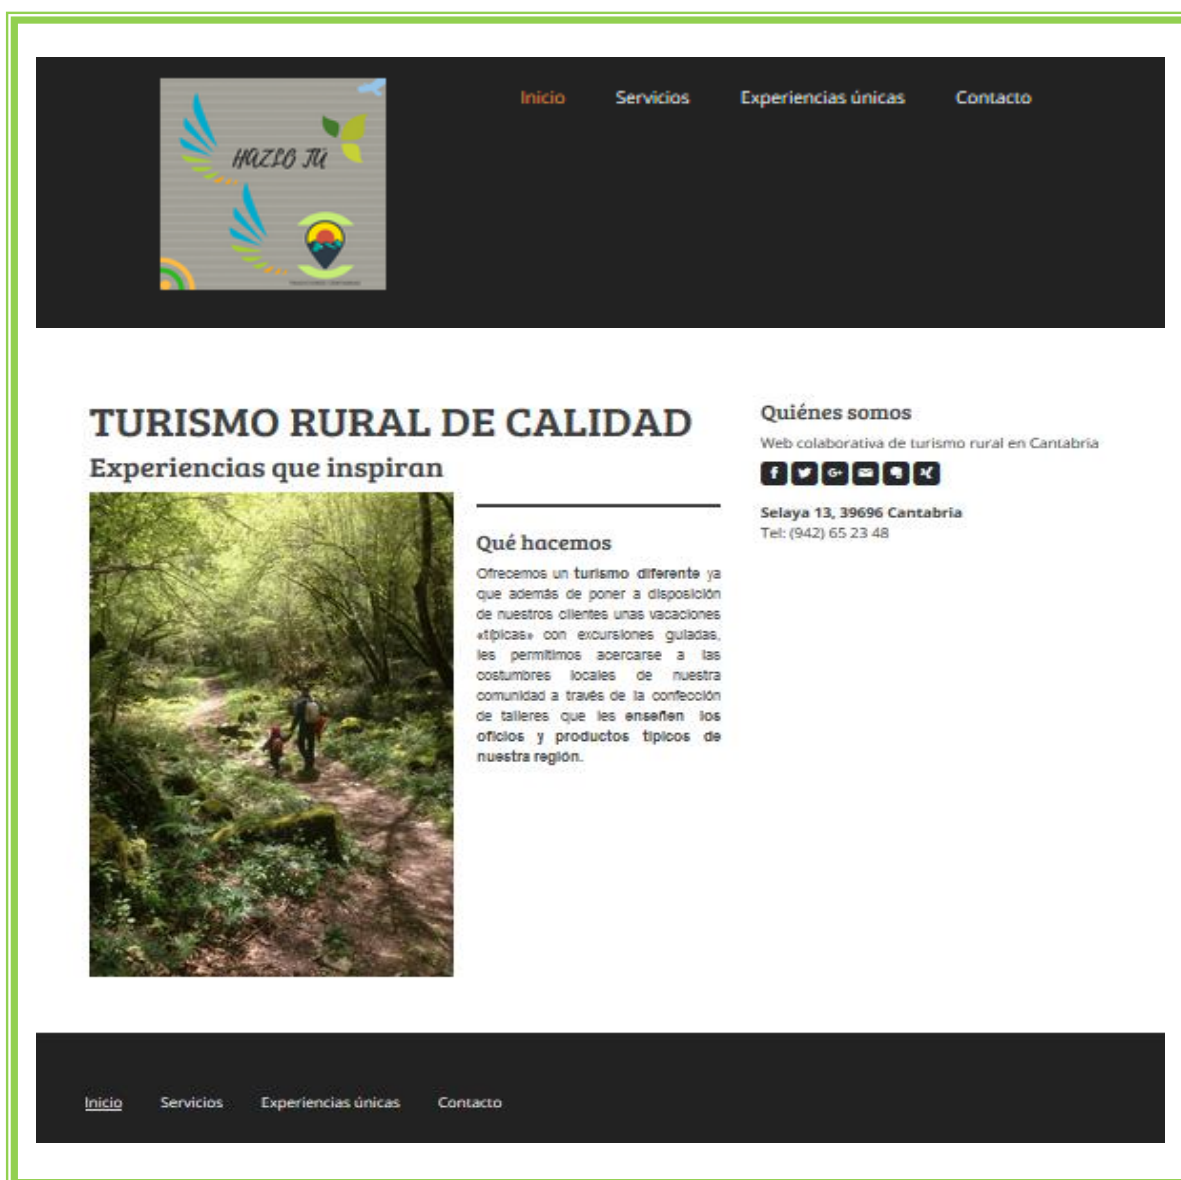 HAZLO TÚ
Inicio
Servicios
Experiencias únicas
Contacto
TURISMO RURAL DE CALIDAD
Experiencias que inspiran
Qué hacemos
Ofrecemos un turismo diferente ya
que además de poner a disposición
de nuestros clientes unas vacaciones
«típicas» con excursiones guiadas,
les permitimos acercarse a las
costumbres locales de nuestra
comunidad a través de la confección
de talleres que les enseñen los
oficios y productos típicos de
nuestra región.
Quiénes somos
Web colaborativa de turismo rural en Cantabria
Selaya 13, 39696 Cantabria
Tel: (942) 65 23 48
Inicio
Servicios
Experiencias únicas
Contacto